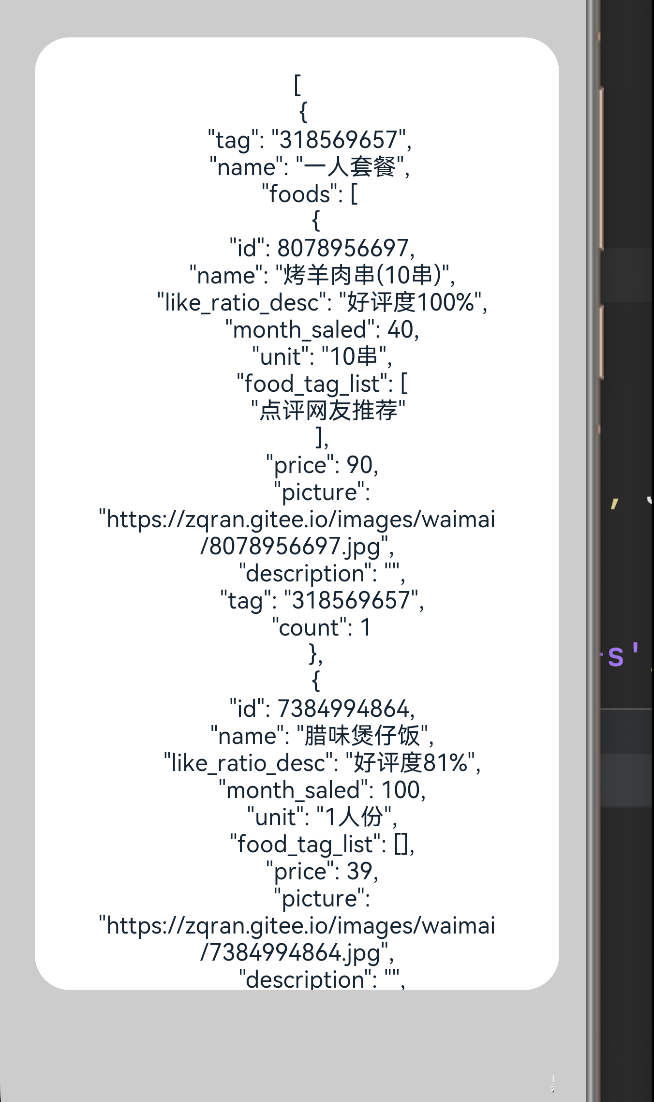 [
{
"tag": "318569657",
"name": "一人套餐",
"foods": [
{
"id": 8078956697,
"name": "烤羊肉串(10串)",
"like_ratio_desc": "好评度100%",
"month_saled": 40,
"unit": "10串",
"food_tag_list": [
"点评网友推荐"
],
"price": 90,
"picture":
"https://zqran.gitee.io/images/waimai
/8078956697.jpg",
"description": "",
"tag": "318569657",
"count": 1
},
{
"id": 7384994864,
"name": "腊味煲仔饭",
"like_ratio_desc": "好评度81%",
"month_saled": 100,
"unit": "1人份",
"food_tag_list": [],
"price": 39,
"picture":
"https://zqran.gitee.io/images/waimai
/7384994864.jpg",
"description": "",
,
s'